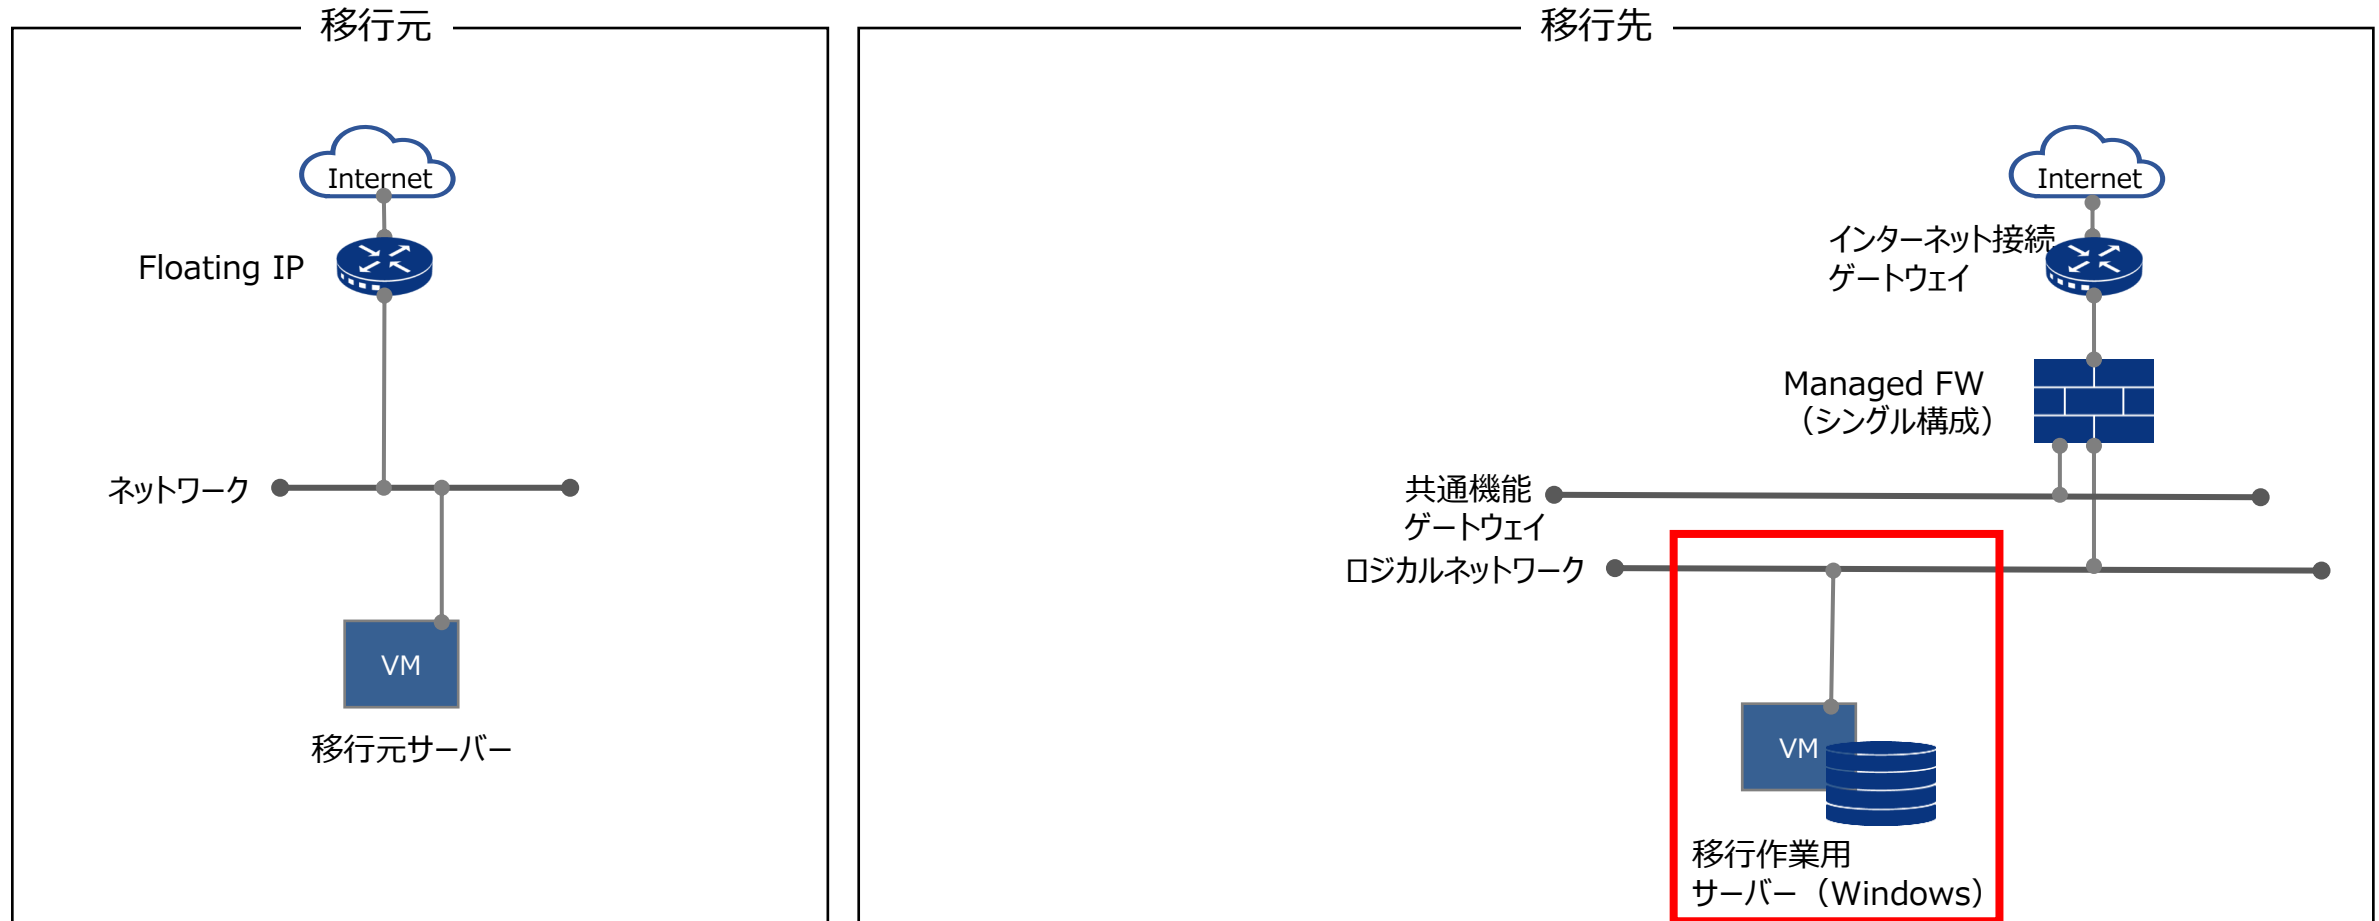 移行元
Internet
Floating IP
ネットワーク
VM
移行元サーバー
移行先
Internet
インターネット接続
ゲートウェイ
Managed FW
（シングル構成）
共通機能
ゲートウェイ
ロジカルネットワーク
VM
移行作業用
サーバー（Windows）